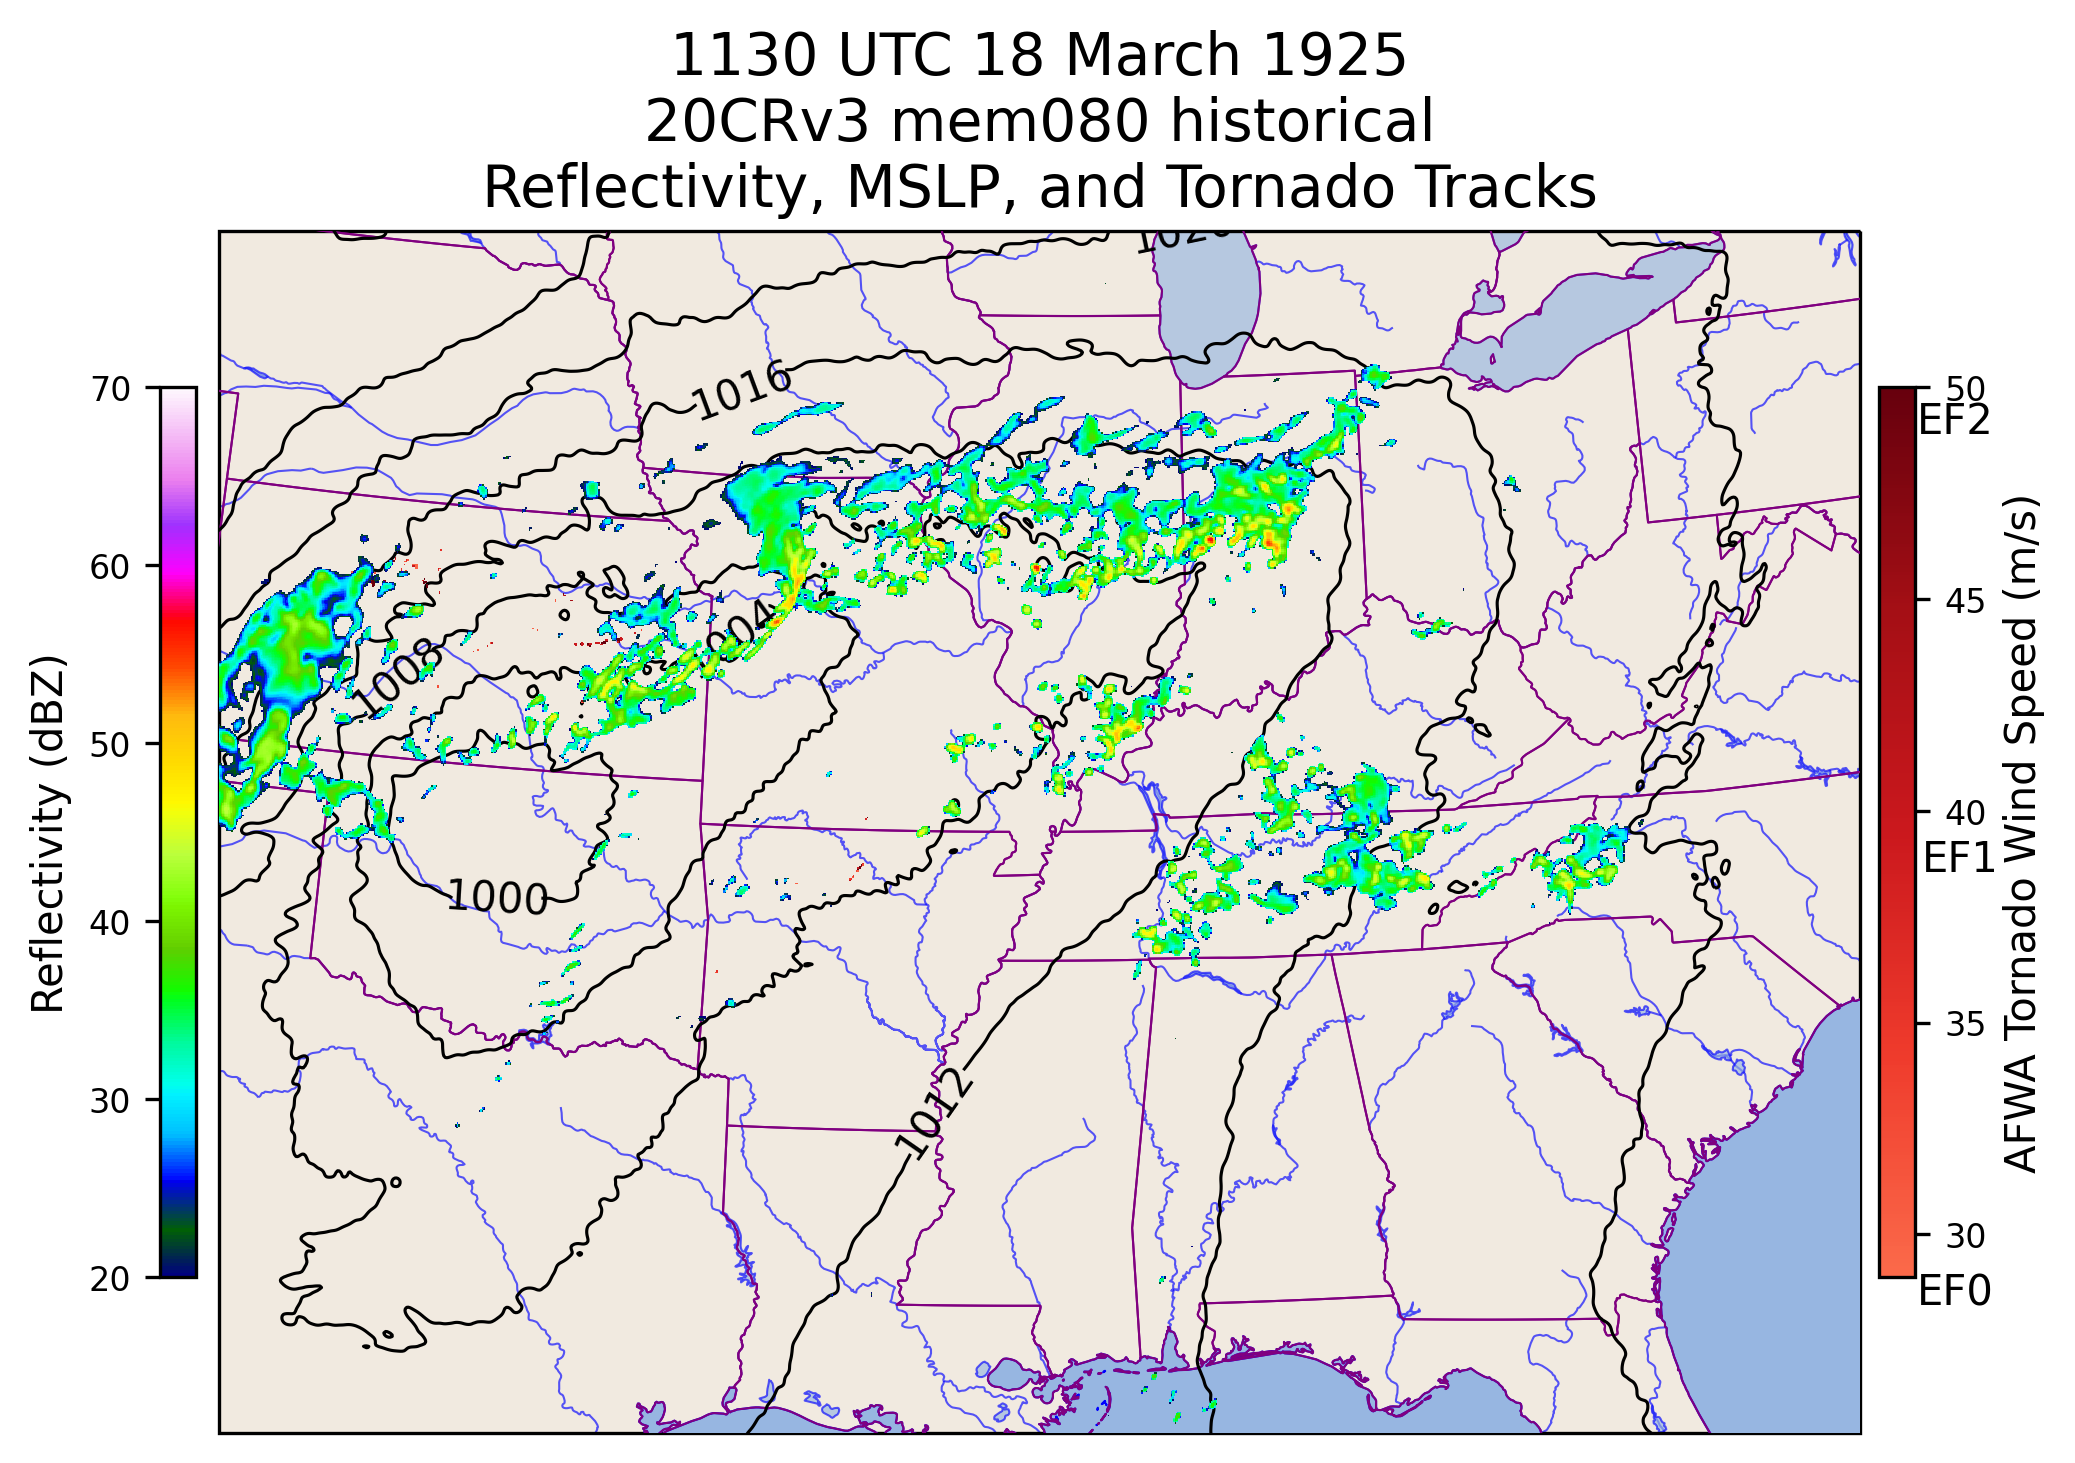 1130 UTC 18 March 1925
20CRv3 mem080 historical
Reflectivity, MSLP, and Tornado Tracks
1020
1016
1004
1008
1000
1012
70
60
50
40
30
20
Reflectivity (dBZ)
50
EF2
45
40
EF1
35
30
EF0
AFWA Tornado Wind Speed (m/s)